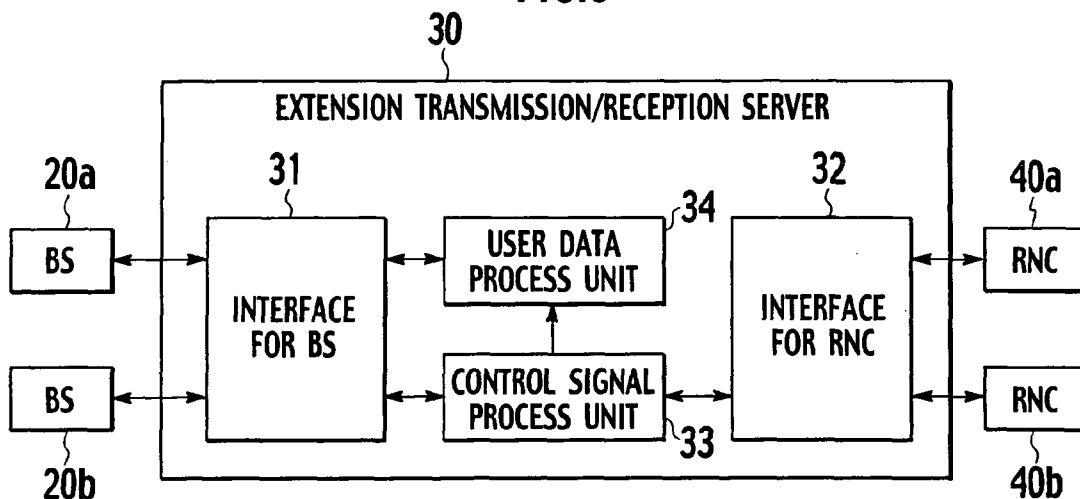 30
EXTENSION TRANSMISSION/RECEPTION SERVER
20a
31
34
32
40a
BS
USER DATA
PROCESS UNIT
RNC
INTERFACE
FOR BS
INTERFACE
FOR RNC
BS
CONTROL SIGNAL
PROCESS UNIT
RNC
33
20b
40b